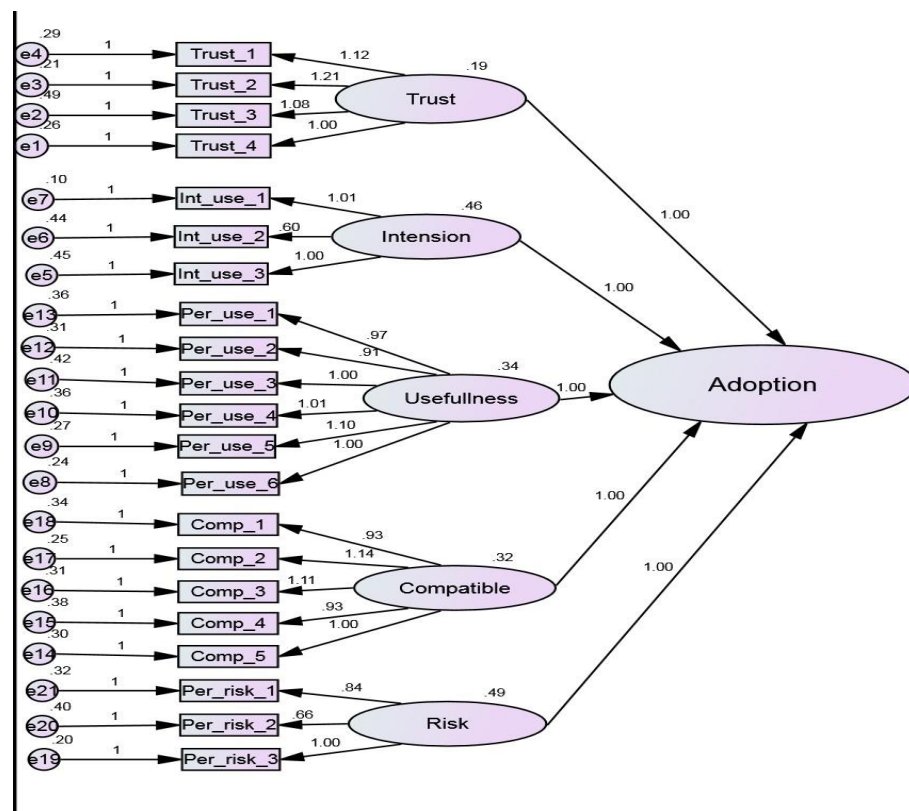 .29
e4 1 Trust_1 1.12
.21
e3 1 Trust_2 1.21 .19
Trust
.49
e2 1 Trust_3 1.08
.26
e1 1 Trust_4 1.00
.10
e7 1 Int_use_1 1.01 1.00
.44
e6 1 Int_use_2 .60 .46
Intension
.45
e5 1 Int_use_3 1.00 1.00
.36
e13 1 Per_use_1 .97
.31
e12 1 Per_use_2 .91
.42
e11 1 Per_use_3 1.00 .34
Usefullness 1.00 Adoption
.36
e10 1 Per_use_4 1.01
.27
e9 1 Per_use_5 1.10
.24
e8 1 Per_use_6 1.00
.34
e18 1 Comp_1 .93 1.00
.25
e17 1 Comp_2 1.14 .32
.31
e16 1 Comp_3 1.11 Compatible 1.00
.38
e15 1 Comp_4 .93
.30
e14 1 Comp_5 1.00
.32
e21 1 Per_risk_1 .84 .49
.40
e20 1 Per_risk_2 .66 Risk
.20
e19 1 Per_risk_3 1.00